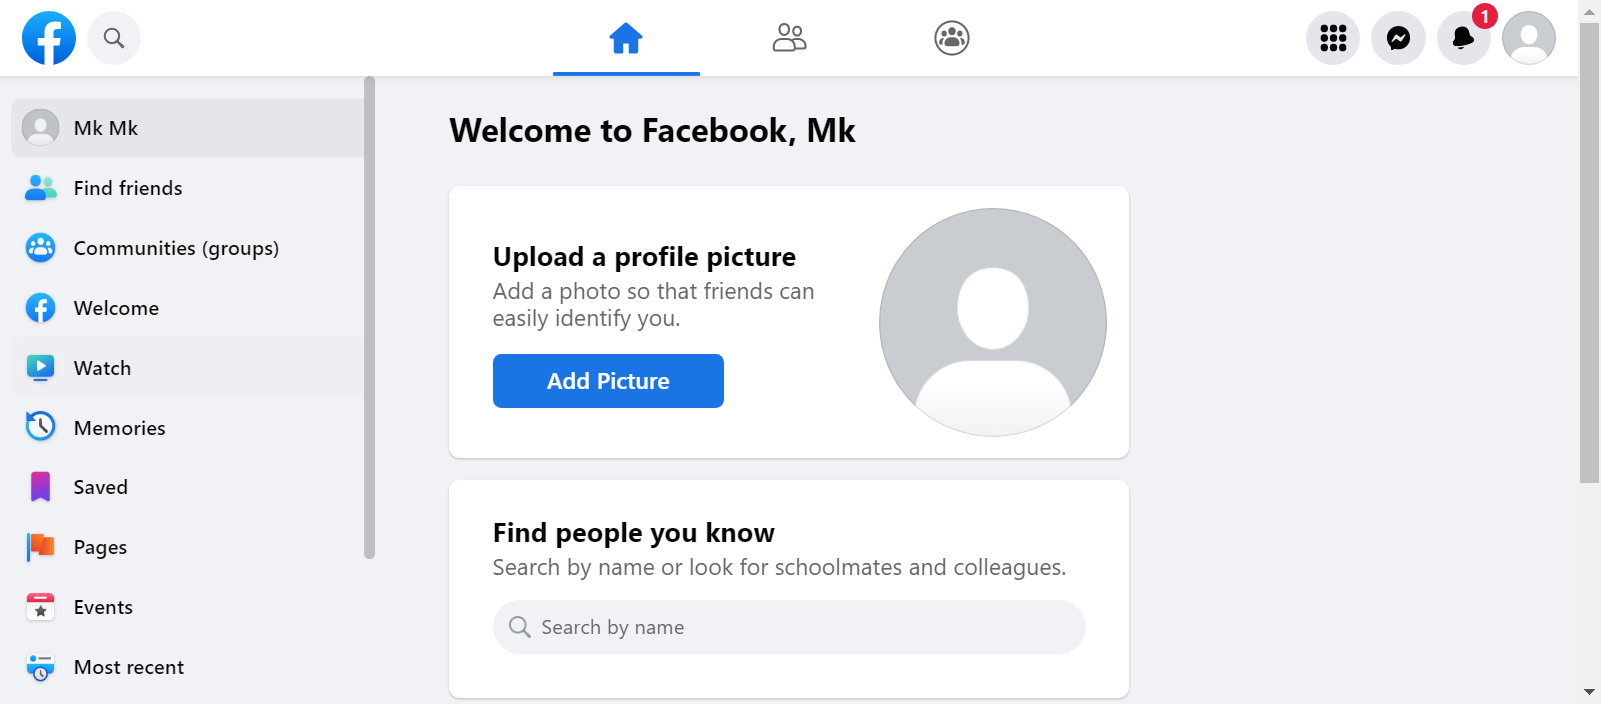 1
Mk Mk
Find friends
Communities (groups)
Welcome
Watch
Memories
Saved
Pages
Events
Most recent
Welcome to Facebook, Mk
Upload a profile picture
Add a photo so that friends can
easily identify you.
Add Picture
Find people you know
Search by name or look for schoolmates and colleagues.
Search by name